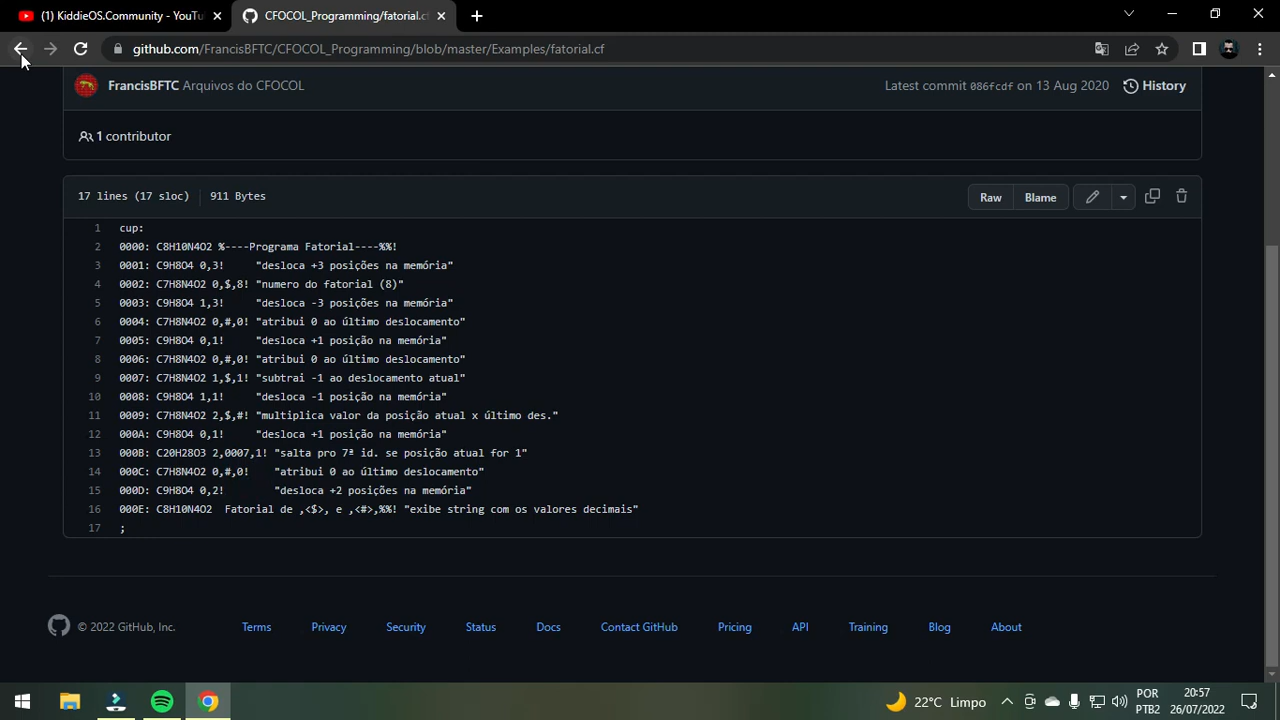 (1) KiddieOS.Community - YouTu
CFOCOL_Programming/fatorial.cf
github.com/FrancisBFTC/CFOCOL_Programming/blob/master/Examples/fatorial.cf
FrancisBFTC Arquivos do CFOCOL
Latest commit 086fcdf on 13 Aug 2020 History
1 contributor
17 lines (17 sloc) 911 Bytes
Raw Blame
1 cup:
2 0000: C8H10N4O2 %----Programa Fatorial----%%!
3 0001: C9H8O4 0,3! "desloca +3 posições na memória"
4 0002: C7H8N4O2 0,$,8! "numero do fatorial (8)"
5 0003: C9H8O4 1,3! "desloca -3 posições na memória"
6 0004: C7H8N4O2 0,#,0! "atribui 0 ao último deslocamento"
7 0005: C9H8O4 0,1! "desloca +1 posição na memória"
8 0006: C7H8N4O2 0,#,0! "atribui 0 ao último deslocamento"
9 0007: C7H8N4O2 1,$,1! "subtrai -1 ao deslocamento atual"
10 0008: C9H8O4 1,1! "desloca -1 posição na memória"
11 0009: C7H8N4O2 2,$,#! "multiplica valor da posição atual x último des."
12 000A: C9H8O4 0,1! "desloca +1 posição na memória"
13 000B: C20H28O3 2,0007,1! "salta pro 7ª id. se posição atual for 1"
14 000C: C7H8N4O2 0,#,0! "atribui 0 ao último deslocamento"
15 000D: C9H8O4 0,2! "desloca +2 posições na memória"
16 000E: C8H10N4O2 Fatorial de ,<$>, e ,<#>,%%! "exibe string com os valores decimais"
17 ;
© 2022 GitHub, Inc. Terms Privacy Security Status Docs Contact GitHub Pricing API Training Blog About
22°C Limpo
POR
PTB2
20:57
26/07/2022